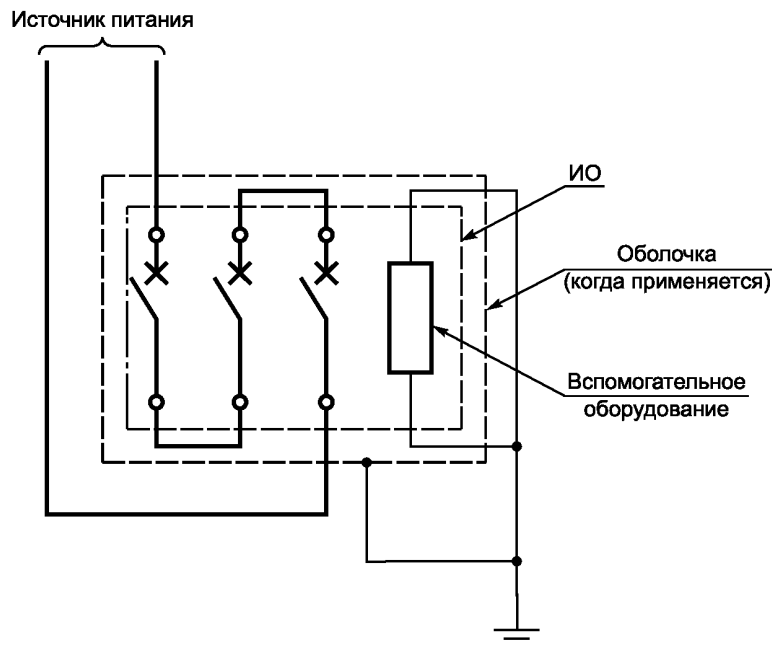 Источник питания
ИО
Оболочка
(когда применяется)
Вспомогательное
оборудование